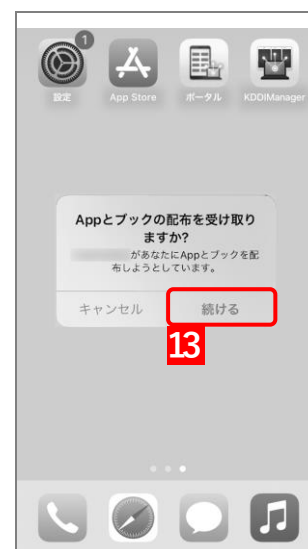 1
設定
App Store
ポータル
KDDIManager
Appとブックの配布を受け取り
ますか?
があなたにAppとブックを配
布しようとしています。
キャンセル
続ける
13